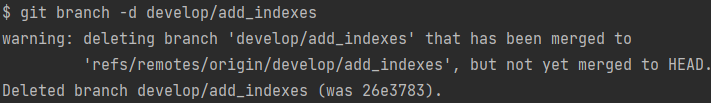 $ git branch -d develop/add_indexes
warning: deleting branch 'develop/add_indexes' that has been merged to
'refs/remotes/origin/develop/add_indexes', but not yet merged to HEAD.
Deleted branch develop/add_indexes (was 26e3783).